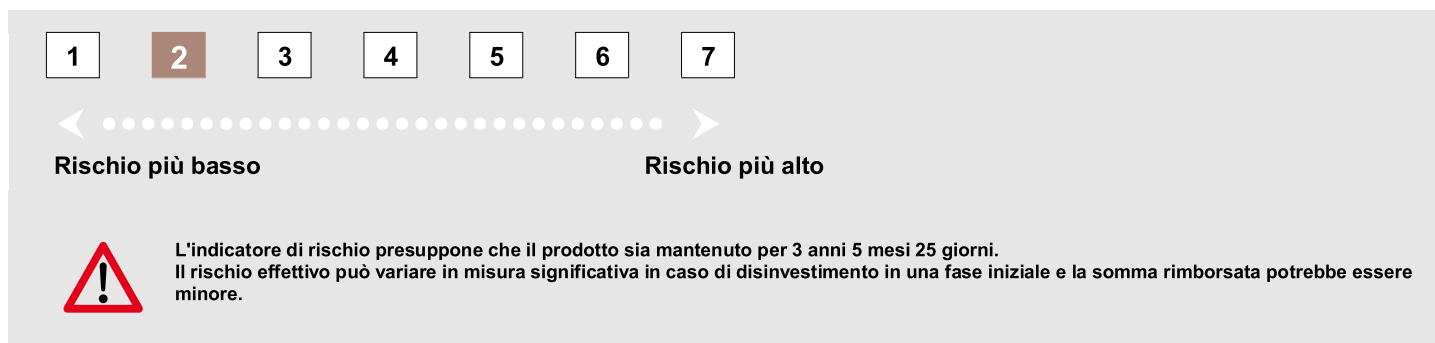 1 2 3 4 5 6 7
Rischio più basso Rischio più alto
L'indicatore di rischio presuppone che il prodotto sia mantenuto per 3 anni 5 mesi 25 giorni.
Il rischio effettivo può variare in misura significativa in caso di disinvestimento in una fase iniziale e la somma rimborsata potrebbe essere
minore.